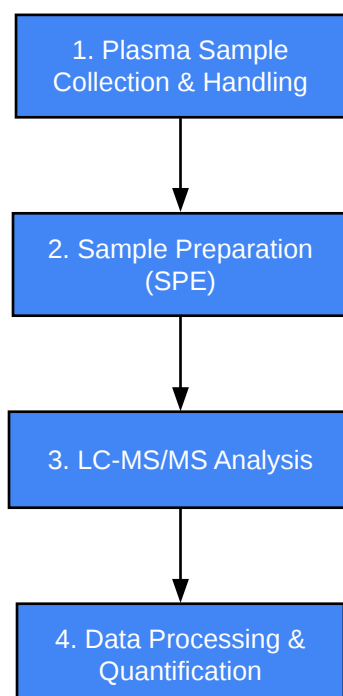 1. Plasma Sample
Collection & Handling
2. Sample Preparation
(SPE)
3. LC-MS/MS Analysis
4. Data Processing &
Quantification